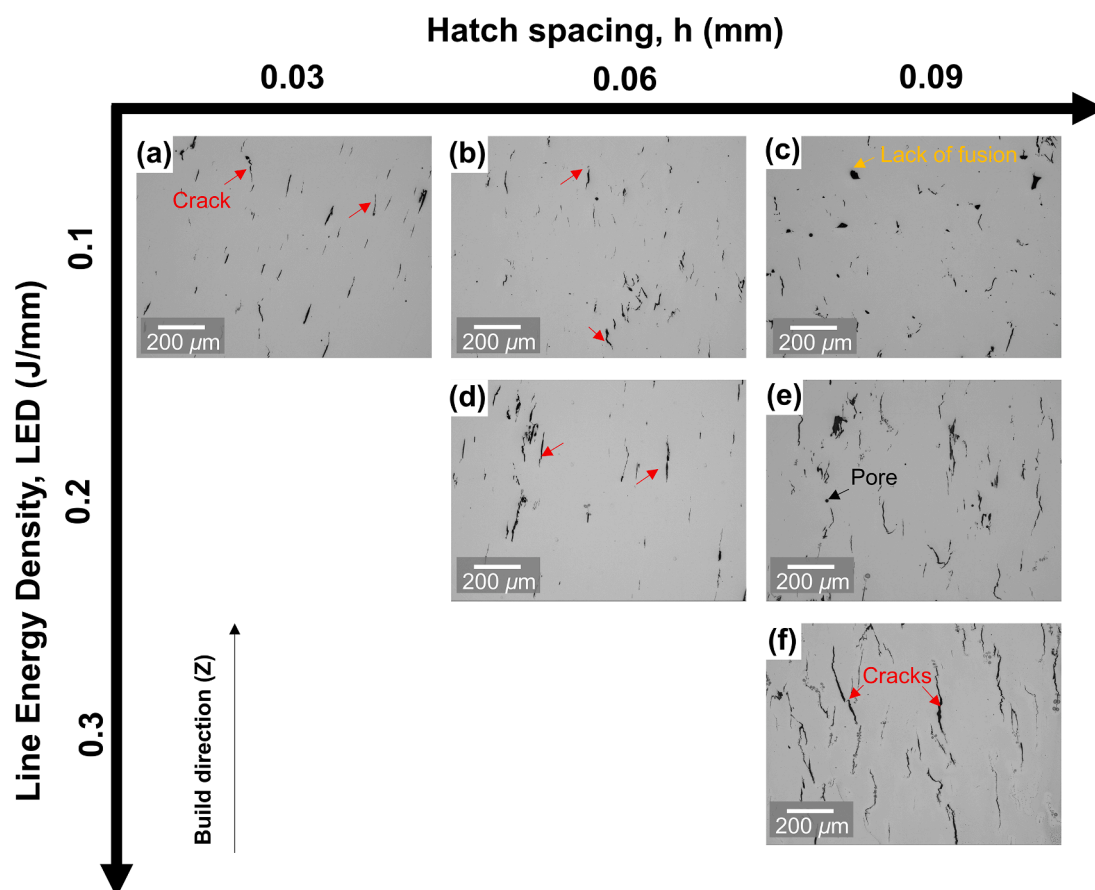 Hatch spacing, h (mm)
0.03 0.06 0.09
Line Energy Density, LED (J/mm)
0.1
0.2
0.3
(a)
Crack
200 µm
(b)
200 µm
(c)
Lack of fusion
200 µm
(d)
200 µm
(e)
Pore
200 µm
(f)
Cracks
200 µm
Build direction (Z)